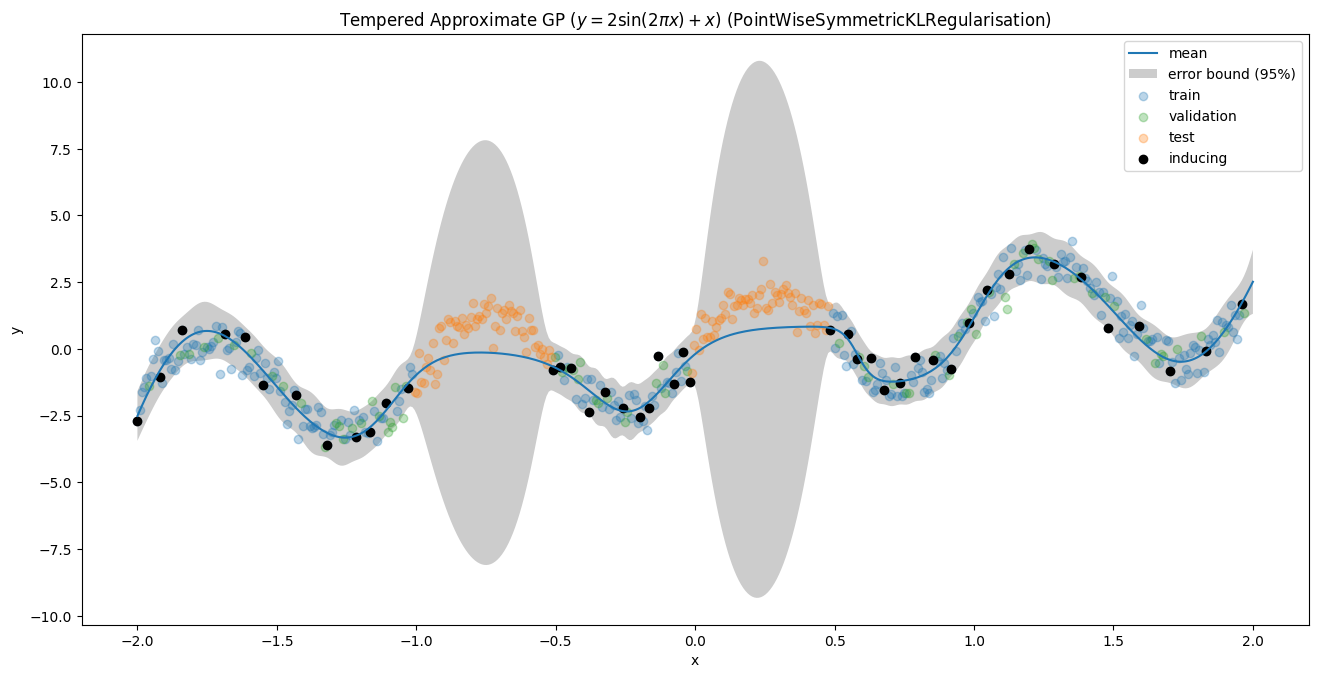 Tempered Approximate GP (y = 2sin(2πx) + x) (PointWiseSymmetricKLRegularisation)
mean
error bound (95%)
train
validation
test
inducing
10.0
7.5
5.0
2.5
0.0
−2.5
−5.0
−7.5
−10.0
y
−2.0 −1.5 −1.0 −0.5 0.0 0.5 1.0 1.5 2.0
x